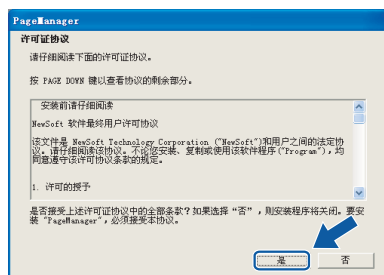 PageManager
许可证协议
请仔细阅读下面的许可证协议。
按 PAGE DOWN 键以查看协议的剩余部分。
安装前请仔细阅读
NewSoft 软件最终用户许可协议
该文件是 NewSoft Technology Corporation ("NewSoft")和用户之间的法定协
议。请仔细阅读该协议。不论您安装、复制或使用该软件程序("Program")，均
同意遵守该许可协议条款的规定。
1. 许可的授予
是否接受上述许可证协议中的全部条款？如果选择 “否” ，则安装程序将关闭。要安
装 "PageManager"，必须接受本协议。
是
否